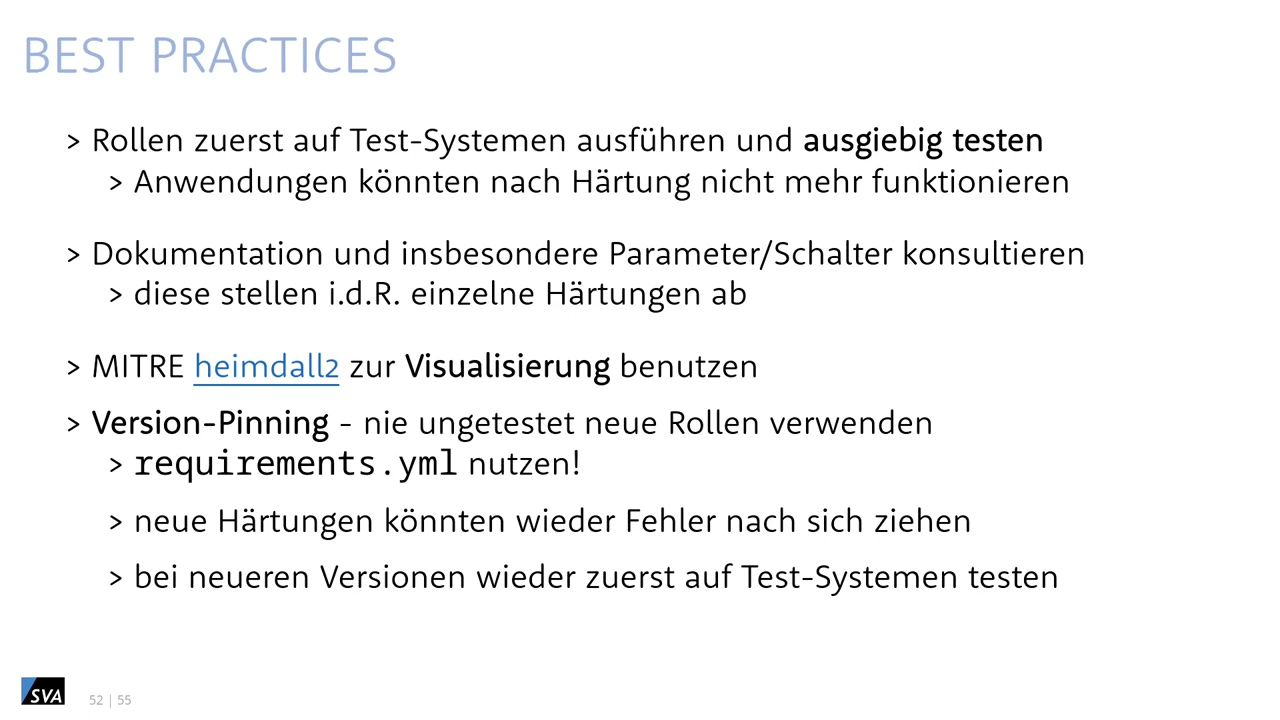 BEST PRACTICES
> Rollen zuerst auf Test-Systemen ausführen und ausgiebig testen
> Anwendungen könnten nach Härtung nicht mehr funktionieren
> Dokumentation und insbesondere Parameter/Schalter konsultieren
> diese stellen i.d.R. einzelne Härtungen ab
> MITRE heimdall2 zur Visualisierung benutzen
> Version-Pinning - nie ungetestet neue Rollen verwenden
> requirements.yml nutzen!
> neue Härtungen könnten wieder Fehler nach sich ziehen
> bei neueren Versionen wieder zuerst auf Test-Systemen testen
SVA 52 | 55